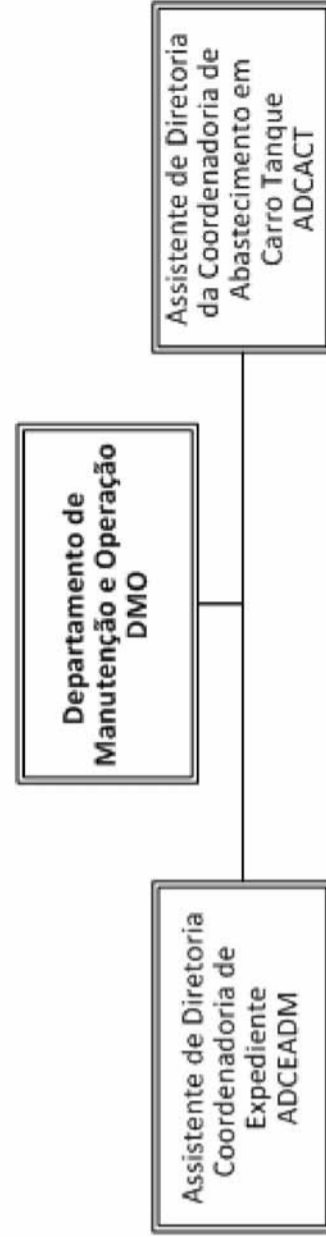 Departamento de
Manutenção e Operação
DMO
Assistente de Diretoria
Coordenadoria de
Expediente
ADCEADM
Assistente de Diretoria
da Coordenadoria de
Abastecimento em
Carro Tanque
ADCACT